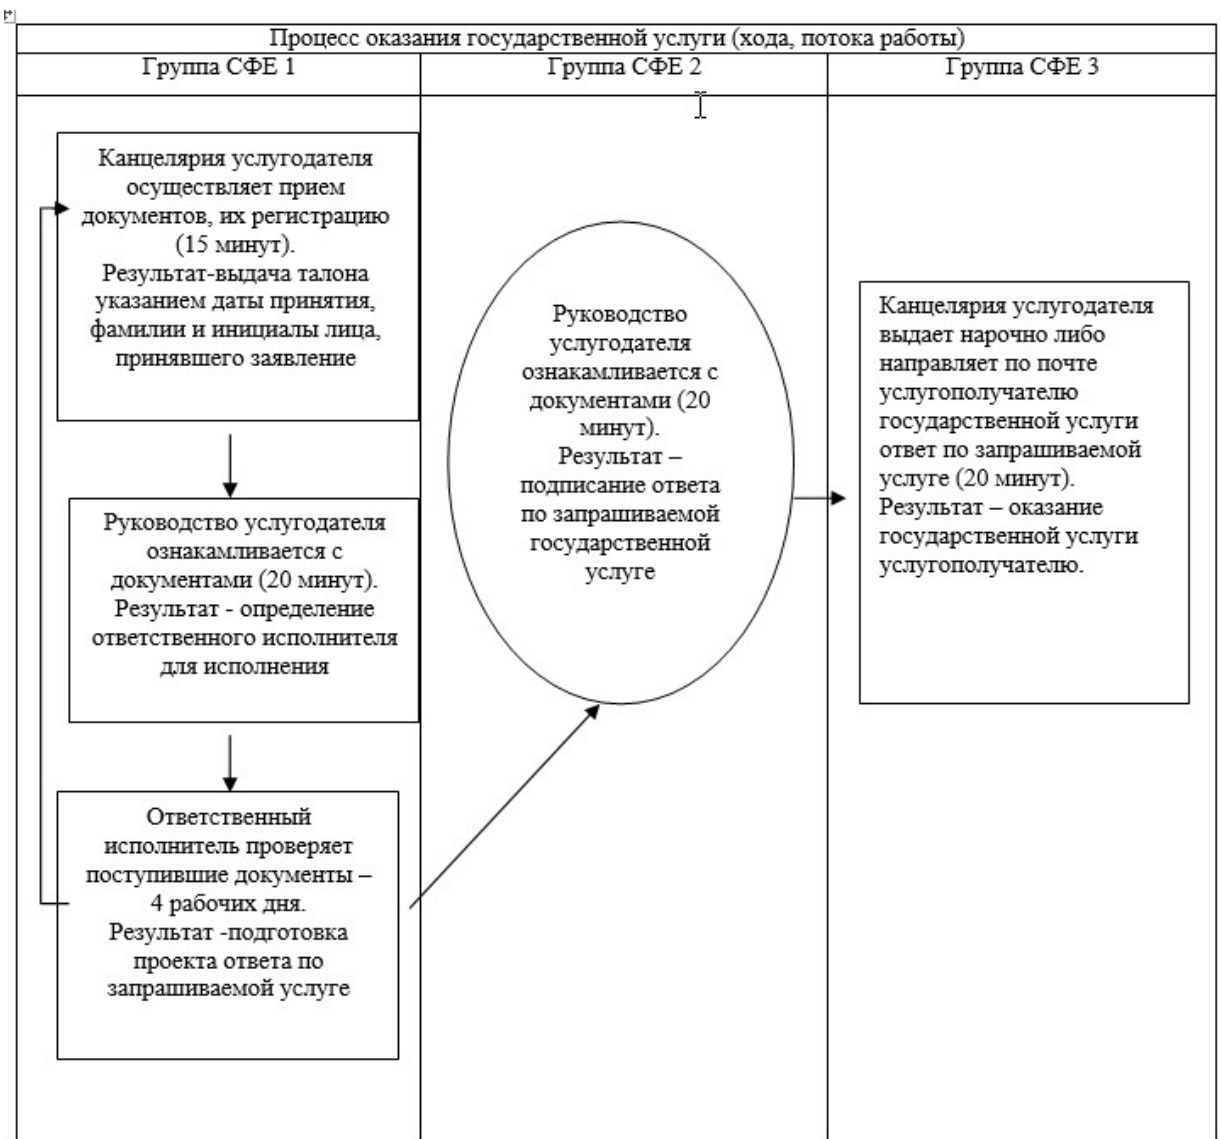 Процесс оказания государственной услуги (хода, потока работы)
Группа СФЕ 1
Группа СФЕ 2
Группа СФЕ 3
Канцелярия услугодателя
осуществляет прием
документов, их регистрацию
(15 минут).
Результат-выдача талона
указанием даты принятия,
фамилии и инициалы лица,
принявшего заявление
Руководство услугодателя
ознакамливается с
документами (20 минут).
Результат - определение
ответственного исполнителя
для исполнения
Ответственный
исполнитель проверяет
поступившие документы –
4 рабочих дня.
Результат -подготовка
проекта ответа по
запрашиваемой услуге
Руководство
услугодателя
ознакамливается с
документами (20
минут).
Результат –
подписание ответа
по запрашиваемой
государственной
услуге
Канцелярия услугодателя
выдает нарочно либо
направляет по почте
услугополучателю
государственной услуги
ответ по запрашиваемой
услуге (20 минут).
Результат – оказание
государственной услуги
услугополучателю.